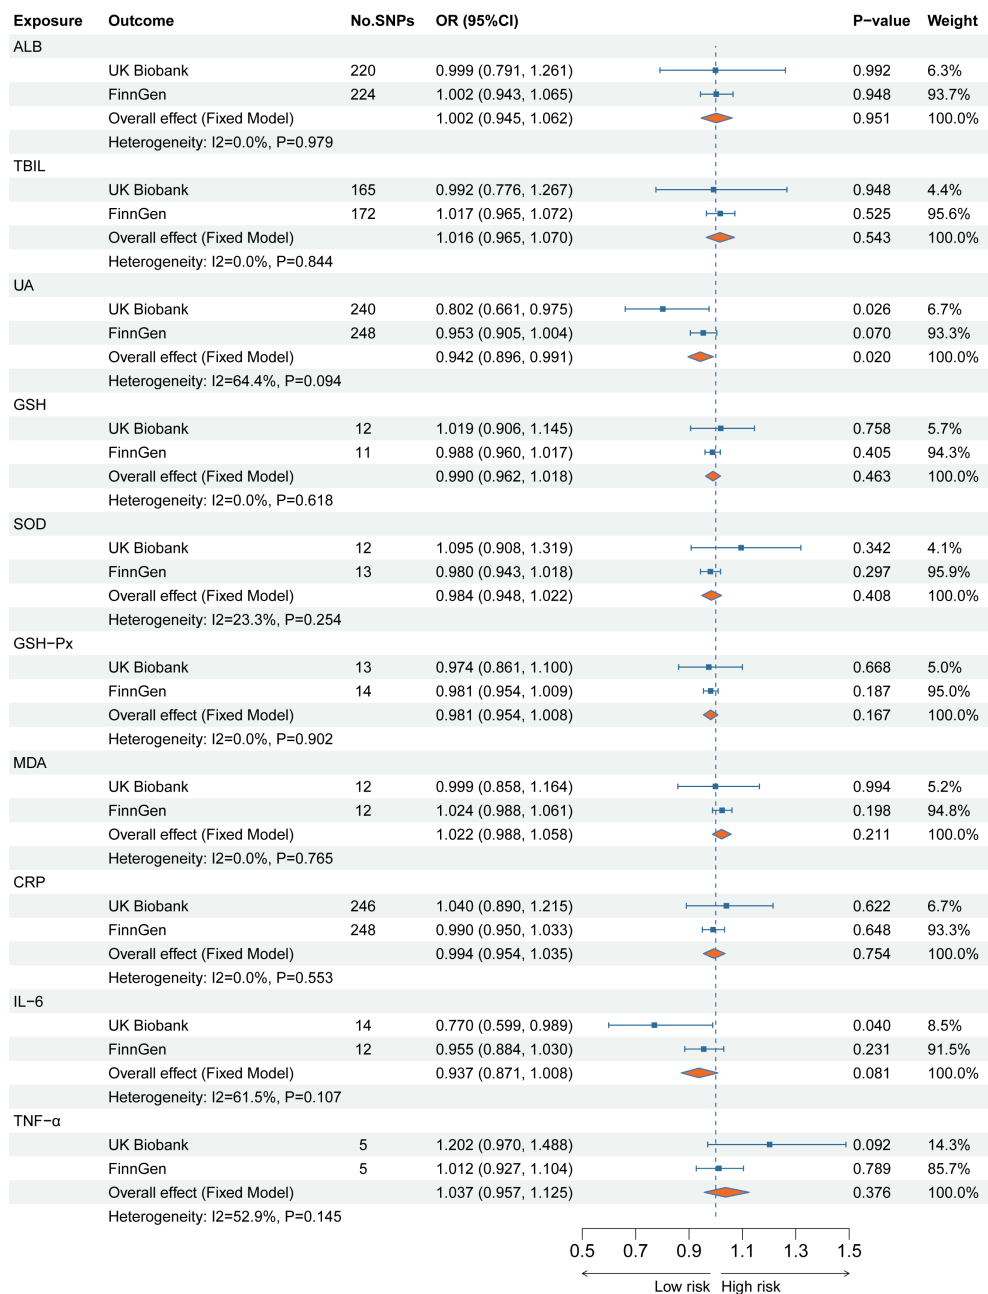 Exposure Outcome No.SNPs OR (95%CI) P−value Weight
ALB
UK Biobank 220 0.999 (0.791, 1.261) 0.992 6.3%
FinnGen 224 1.002 (0.943, 1.065) 0.948 93.7%
Overall effect (Fixed Model) 1.002 (0.945, 1.062) 0.951 100.0%
Heterogeneity: I2=0.0%, P=0.979
TBIL
UK Biobank 165 0.992 (0.776, 1.267) 0.948 4.4%
FinnGen 172 1.017 (0.965, 1.072) 0.525 95.6%
Overall effect (Fixed Model) 1.016 (0.965, 1.070) 0.543 100.0%
Heterogeneity: I2=0.0%, P=0.844
UA
UK Biobank 240 0.802 (0.661, 0.975) 0.026 6.7%
FinnGen 248 0.953 (0.905, 1.004) 0.070 93.3%
Overall effect (Fixed Model) 0.942 (0.896, 0.991) 0.020 100.0%
Heterogeneity: I2=64.4%, P=0.094
GSH
UK Biobank 12 1.019 (0.906, 1.145) 0.758 5.7%
FinnGen 11 0.988 (0.960, 1.017) 0.405 94.3%
Overall effect (Fixed Model) 0.990 (0.962, 1.018) 0.463 100.0%
Heterogeneity: I2=0.0%, P=0.618
SOD
UK Biobank 12 1.095 (0.908, 1.319) 0.342 4.1%
FinnGen 13 0.980 (0.943, 1.018) 0.297 95.9%
Overall effect (Fixed Model) 0.984 (0.948, 1.022) 0.408 100.0%
Heterogeneity: I2=23.3%, P=0.254
GSH−Px
UK Biobank 13 0.974 (0.861, 1.100) 0.668 5.0%
FinnGen 14 0.981 (0.954, 1.009) 0.187 95.0%
Overall effect (Fixed Model) 0.981 (0.954, 1.008) 0.167 100.0%
Heterogeneity: I2=0.0%, P=0.902
MDA
UK Biobank 12 0.999 (0.858, 1.164) 0.994 5.2%
FinnGen 12 1.024 (0.988, 1.061) 0.198 94.8%
Overall effect (Fixed Model) 1.022 (0.988, 1.058) 0.211 100.0%
Heterogeneity: I2=0.0%, P=0.765
CRP
UK Biobank 246 1.040 (0.890, 1.215) 0.622 6.7%
FinnGen 248 0.990 (0.950, 1.033) 0.648 93.3%
Overall effect (Fixed Model) 0.994 (0.954, 1.035) 0.754 100.0%
Heterogeneity: I2=0.0%, P=0.553
IL−6
UK Biobank 14 0.770 (0.599, 0.989) 0.040 8.5%
FinnGen 12 0.955 (0.884, 1.030) 0.231 91.5%
Overall effect (Fixed Model) 0.937 (0.871, 1.008) 0.081 100.0%
Heterogeneity: I2=61.5%, P=0.107
TNF−α
UK Biobank 5 1.202 (0.970, 1.488) 0.092 14.3%
FinnGen 5 1.012 (0.927, 1.104) 0.789 85.7%
Overall effect (Fixed Model) 1.037 (0.957, 1.125) 0.376 100.0%
Heterogeneity: I2=52.9%, P=0.145
0.5 0.7 0.9 1.1 1.3 1.5
Low risk High risk